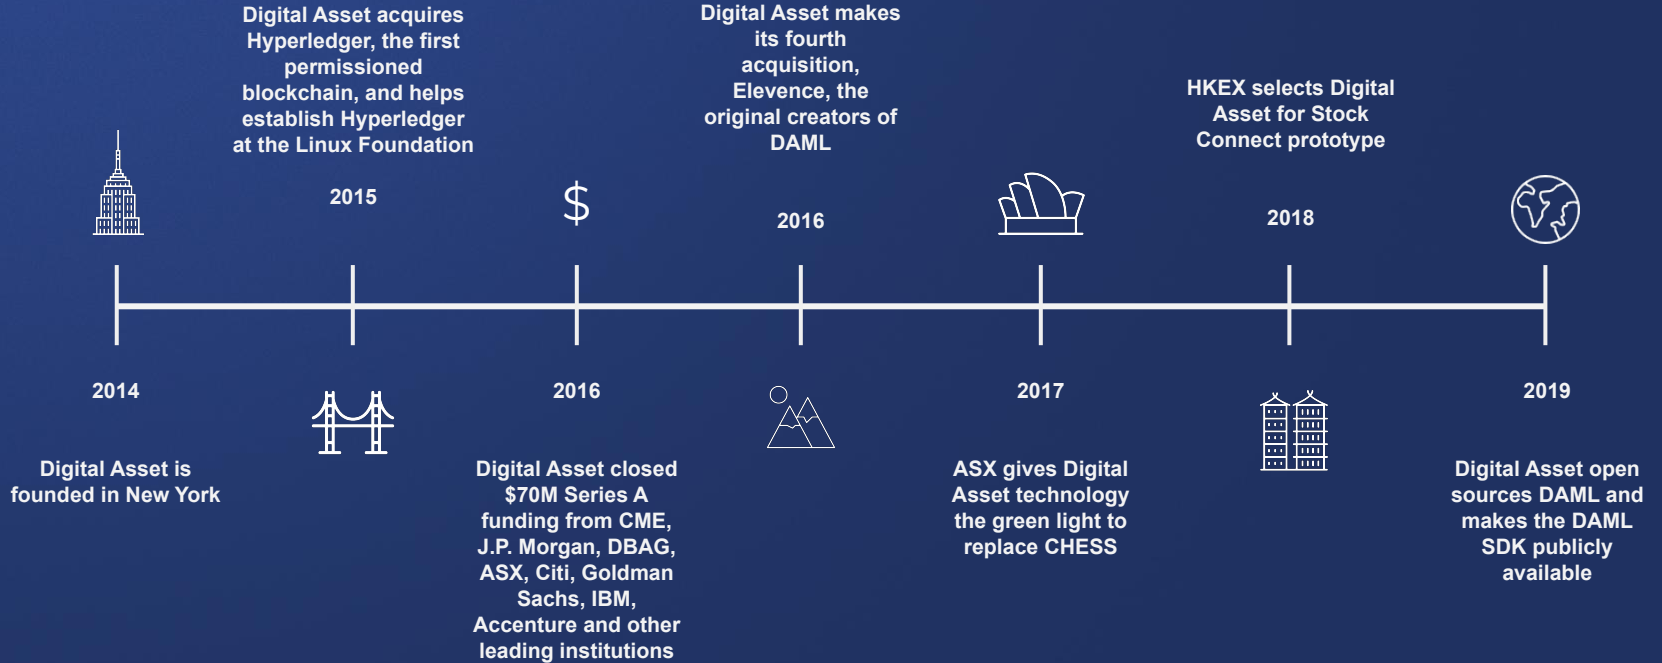 Digital Asset is
founded in New York
2014
Digital Asset acquires
Hyperledger, the first
permissioned
blockchain, and helps
establish Hyperledger
at the Linux Foundation
2015
$
2016
Digital Asset closed
$70M Series A
funding from CME,
J.P. Morgan, DBAG,
ASX, Citi, Goldman
Sachs, IBM,
Accenture and other
leading institutions
Digital Asset makes
its fourth
acquisition,
Elevence, the
original creators of
DAML
2016
2017
ASX gives Digital
Asset technology
the green light to
replace CHESS
HKEX selects Digital
Asset for Stock
Connect prototype
2018
2019
Digital Asset open
sources DAML and
makes the DAML
SDK publicly
available